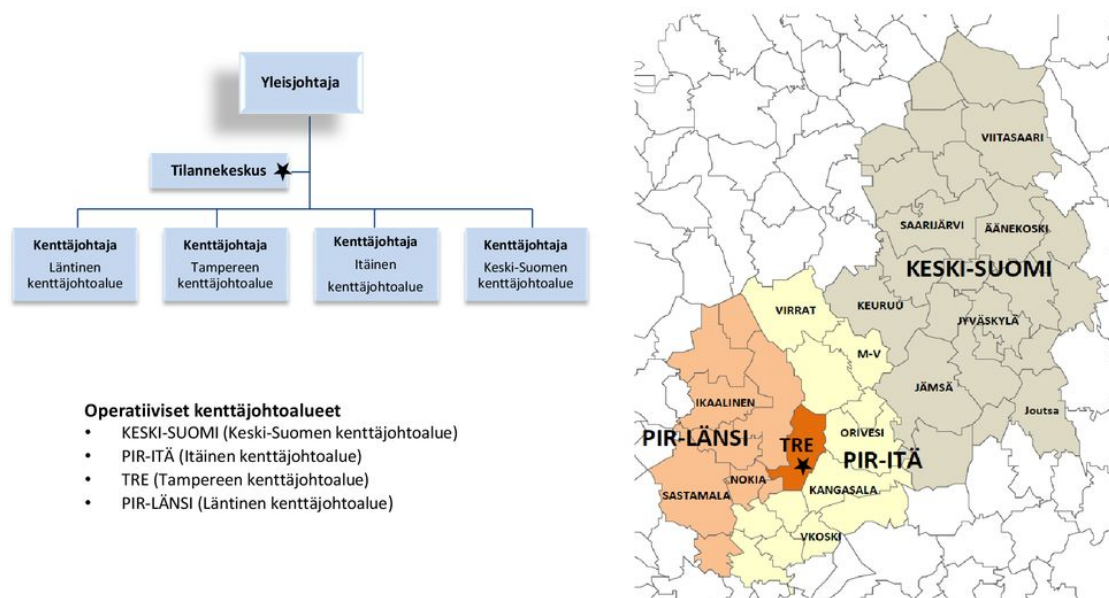 Yleisjohtaja
Tilannekeskus
Kenttäjohtaja
Läntinen
kenttäjohtoalue
Kenttäjohtaja
Tampereen
kenttäjohtoalue
Kenttäjohtaja
Itäinen
kenttäjohtoalue
Kenttäjohtaja
Keski-Suomen
kenttäjohtoalue
Operatiiviset kenttäjohtoalueet
• KESKI-SUOMI (Keski-Suomen kenttäjohtoalue)
• PIR-ITÄ (Itäinen kenttäjohtoalue)
• TRE (Tampereen kenttäjohtoalue)
• PIR-LÄNSI (Läntinen kenttäjohtoalue)
VIITASAARI
SAARIJÄRVI
ÄÄNEKOSKI
KESKI-SUOMI
KEURUU
VIRRAT
JYVÄSKYLÄ
M-V
JÄMSÄ
IKAALINEN
Joutsa
PIR-LÄNSI
TRE
ORIVESI
PIR-ITÄ
NOKIA
KANGASALA
SASTAMALA
VKOSKI